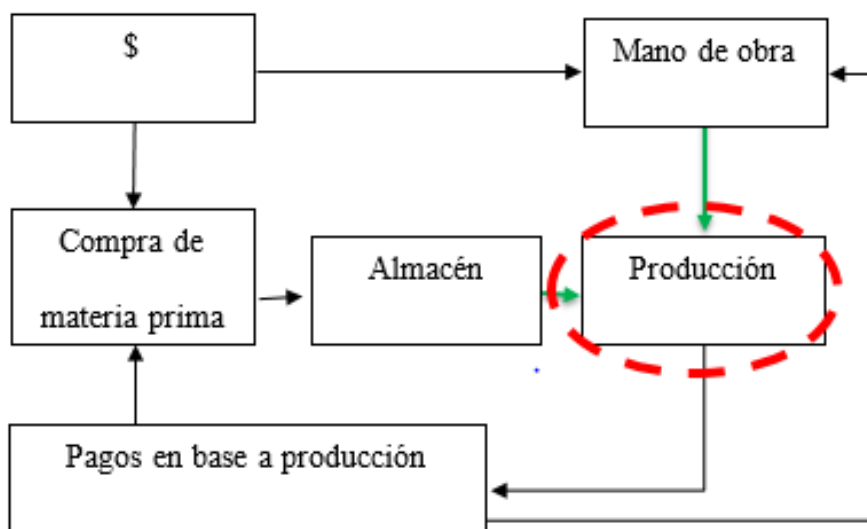 $
Mano de obra
Compra de
materia prima
Almacén
Producción
Pagos en base a producción